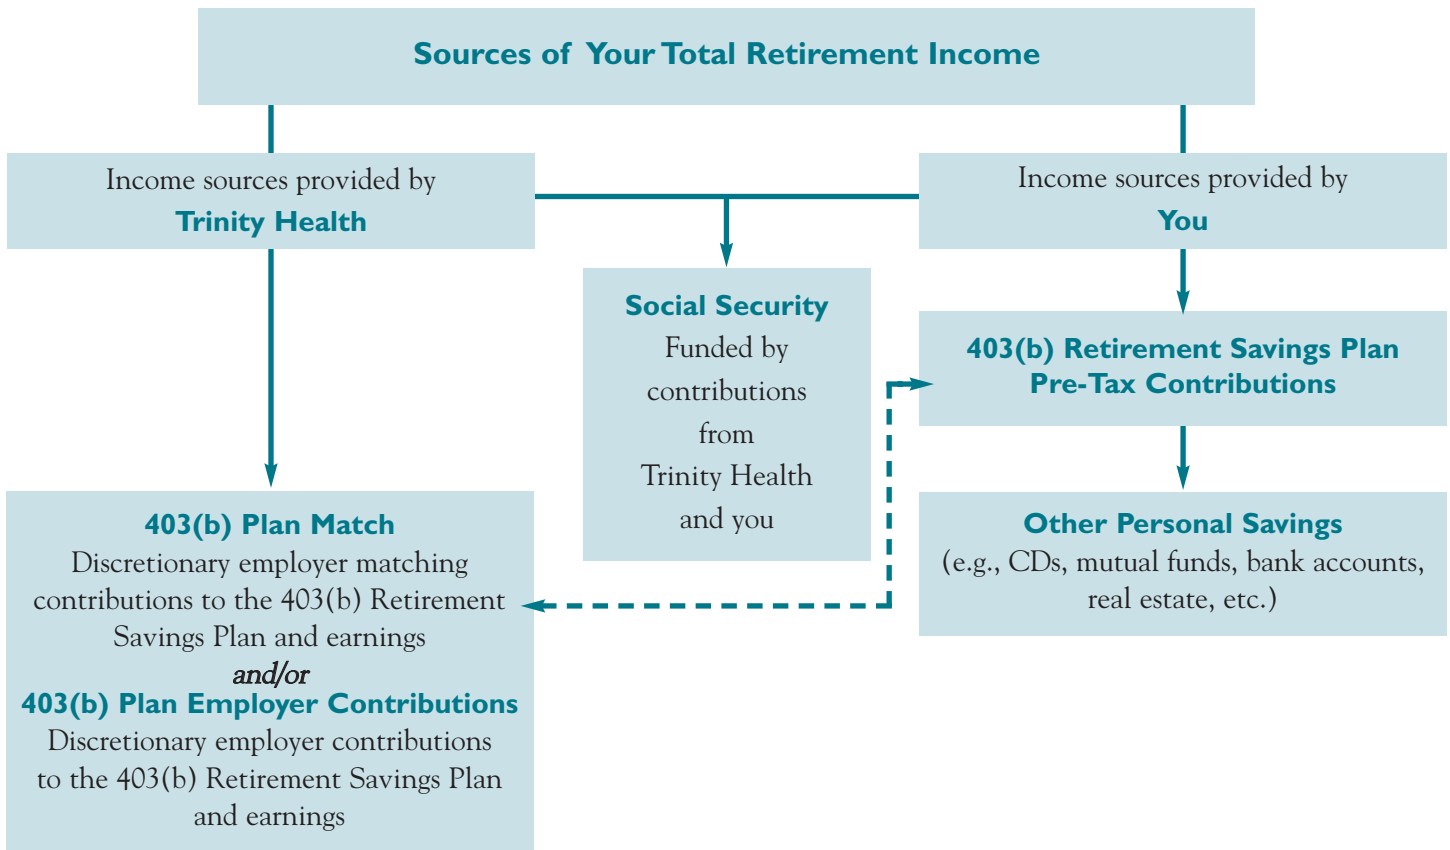 Sources of Your Total Retirement Income
Income sources provided by
Trinity Health
Income sources provided by
You
Social Security
Funded by
contributions
from
Trinity Health
and you
403(b) Retirement Savings Plan
Pre-Tax Contributions
403(b) Plan Match
Discretionary employer matching
contributions to the 403(b) Retirement
Savings Plan and earnings
and/or
403(b) Plan Employer Contributions
Discretionary employer contributions
to the 403(b) Retirement Savings Plan
and earnings
Other Personal Savings
(e.g., CDs, mutual funds, bank accounts,
real estate, etc.)